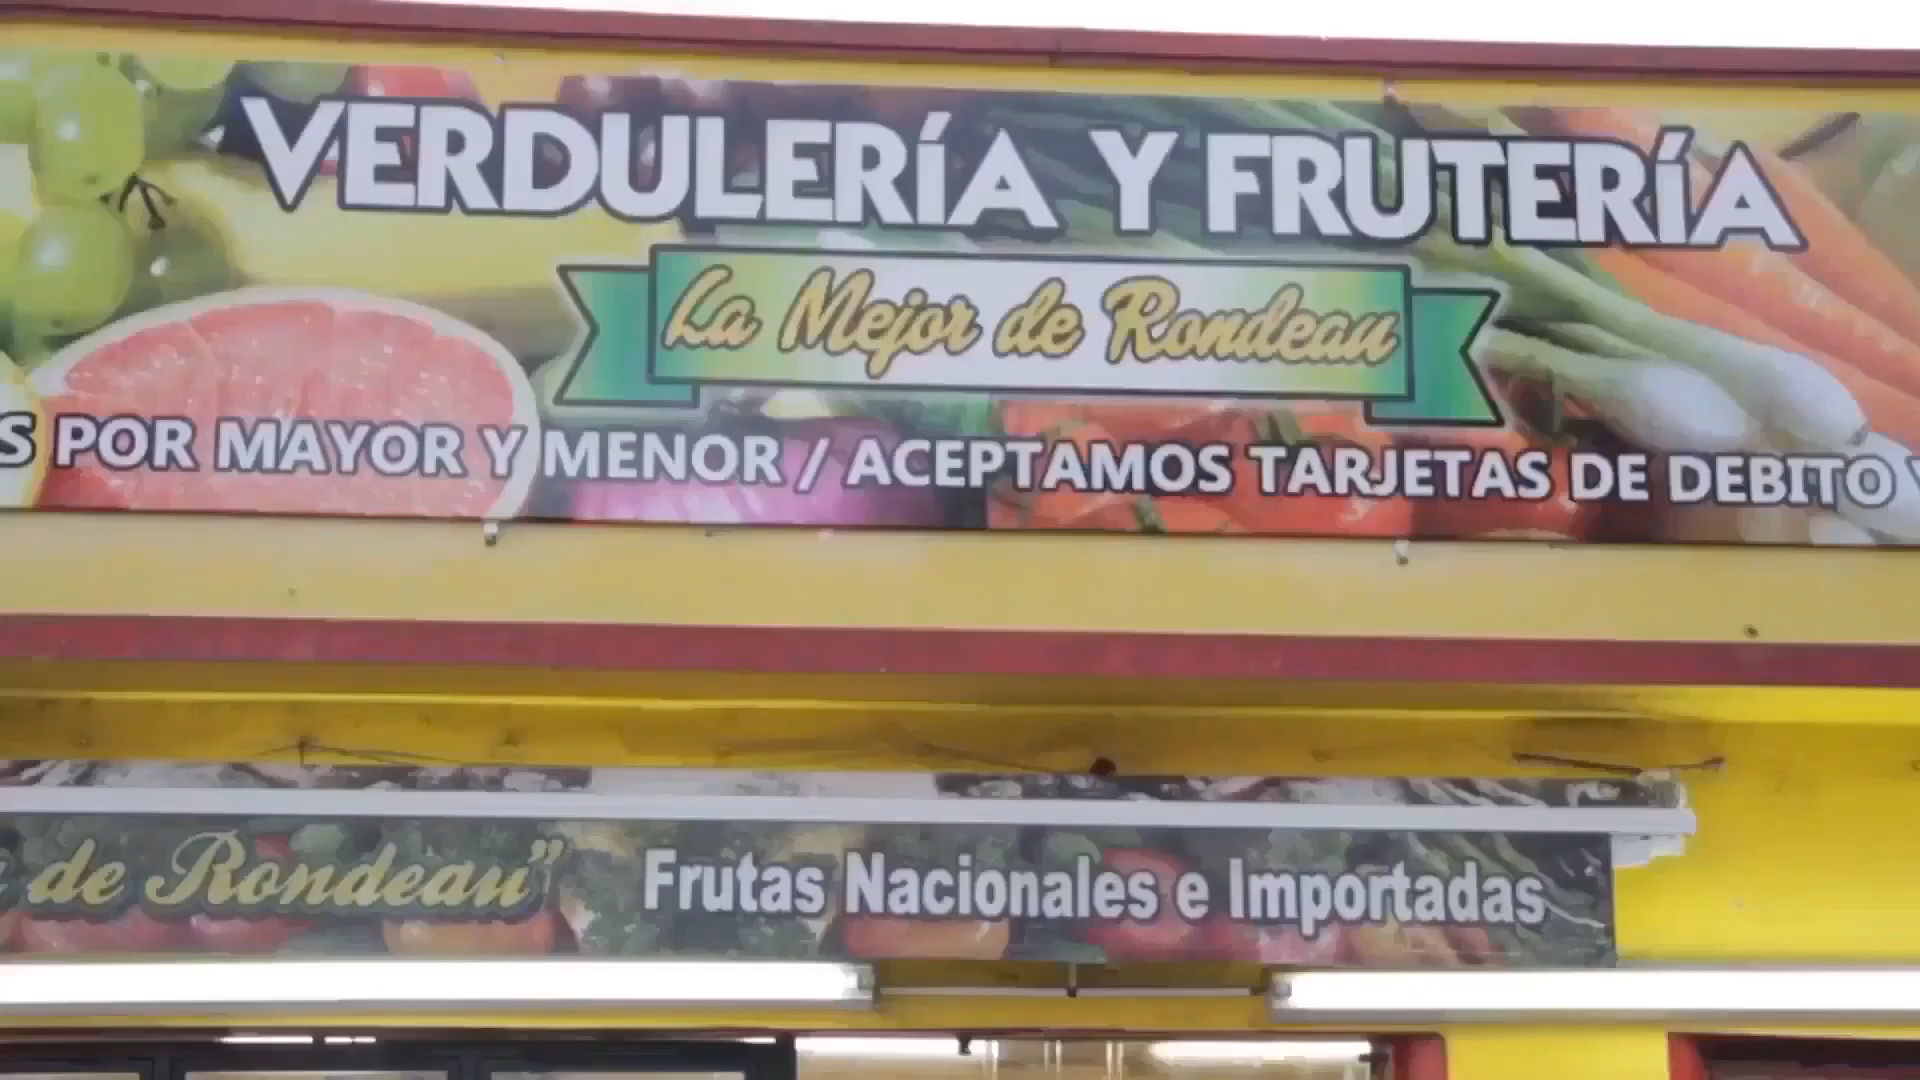 VERDULERÍA Y FRUTERÍA
La Mejor de Rondeau
POR MAYOR Y MENOR / ACEPTAMOS TARJETAS DE DEBITO
de Rondeau" Frutas Nacionales e Importadas